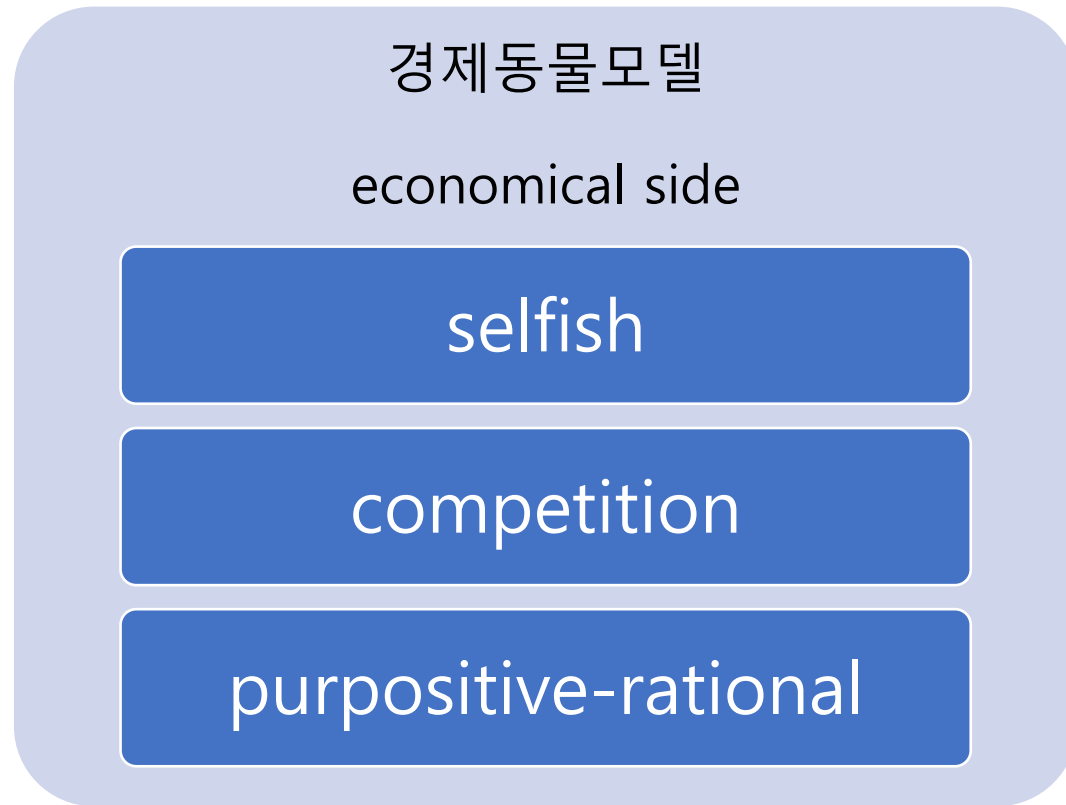 경제동물모델
economical side
selfish
competition
purpositive-rational